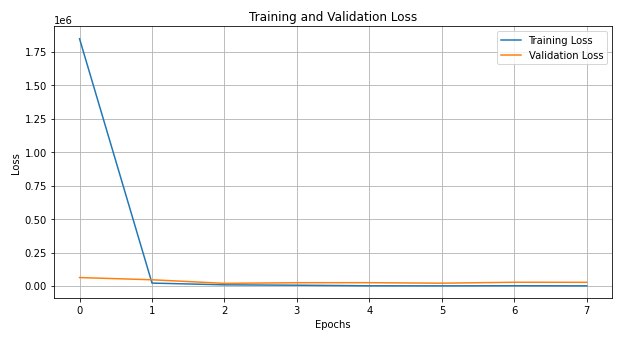 Training and Validation Loss
1e6
Training Loss
Validation Loss
1.75
1.50
1.25
1.00
0.75
0.50
0.25
0.00
Loss
0 1 2 3 4 5 6 7
Epochs